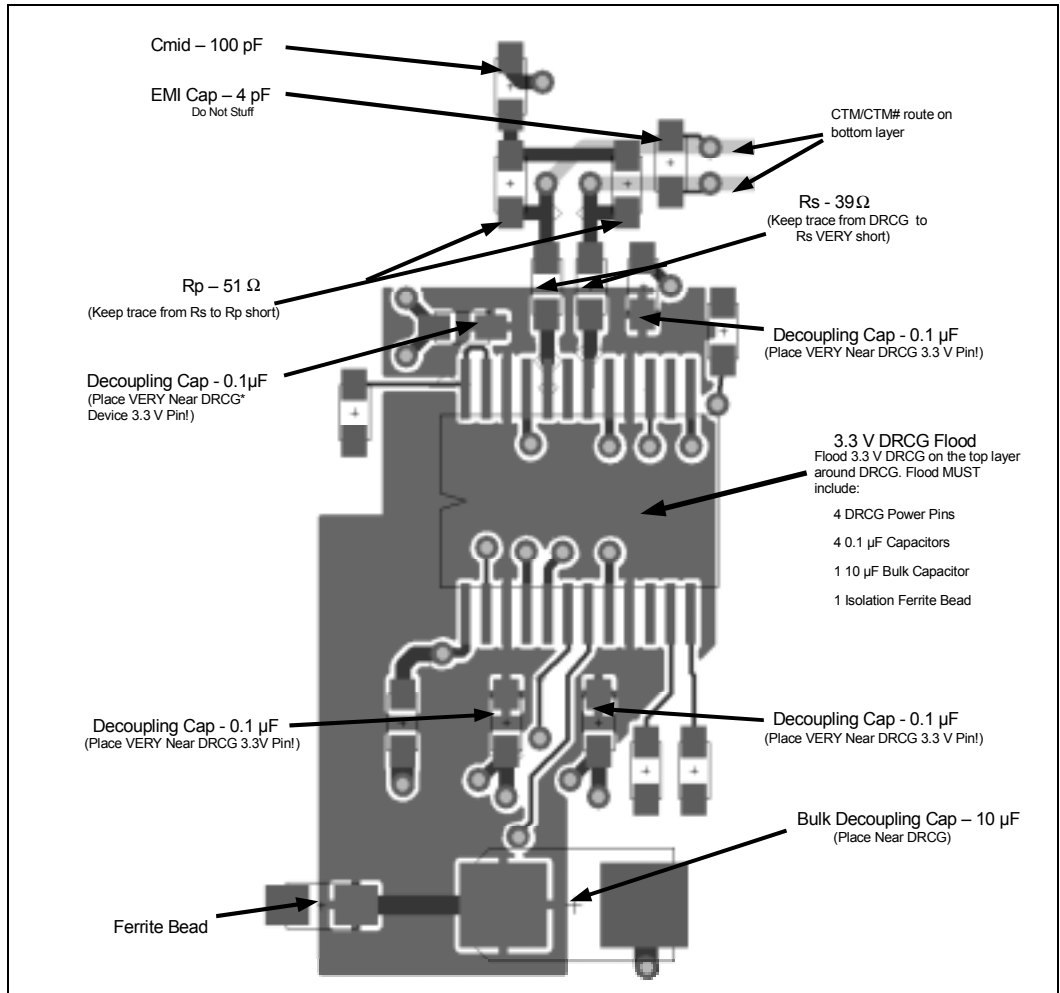 Cmid – 100 pF
EMI Cap – 4 pF
Do Not Stuff
CTM/CTM# route on
bottom layer
Rs - 39Ω
(Keep trace from DRCG to
Rs VERY short)
Rp – 51 Ω
(Keep trace from Rs to Rp short)
Decoupling Cap - 0.1 µF
(Place VERY Near DRCG 3.3 V Pin!)
Decoupling Cap - 0.1µF
(Place VERY Near DRCG*
Device 3.3 V Pin!)
3.3 V DRCG Flood
Flood 3.3 V DRCG on the top layer
around DRCG. Flood MUST
include:
4 DRCG Power Pins
4 0.1 µF Capacitors
1 10 µF Bulk Capacitor
1 Isolation Ferrite Bead
Decoupling Cap - 0.1 µF
(Place VERY Near DRCG 3.3V Pin!)
Decoupling Cap - 0.1 µF
(Place VERY Near DRCG 3.3 V Pin!)
Bulk Decoupling Cap – 10 µF
(Place Near DRCG)
Ferrite Bead